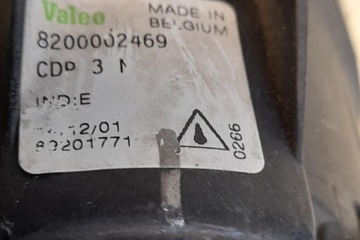 Valeo
MADE IN
BELGIUM
8200002469
CDP 3 N
IND:E
12/01
89201771
0266